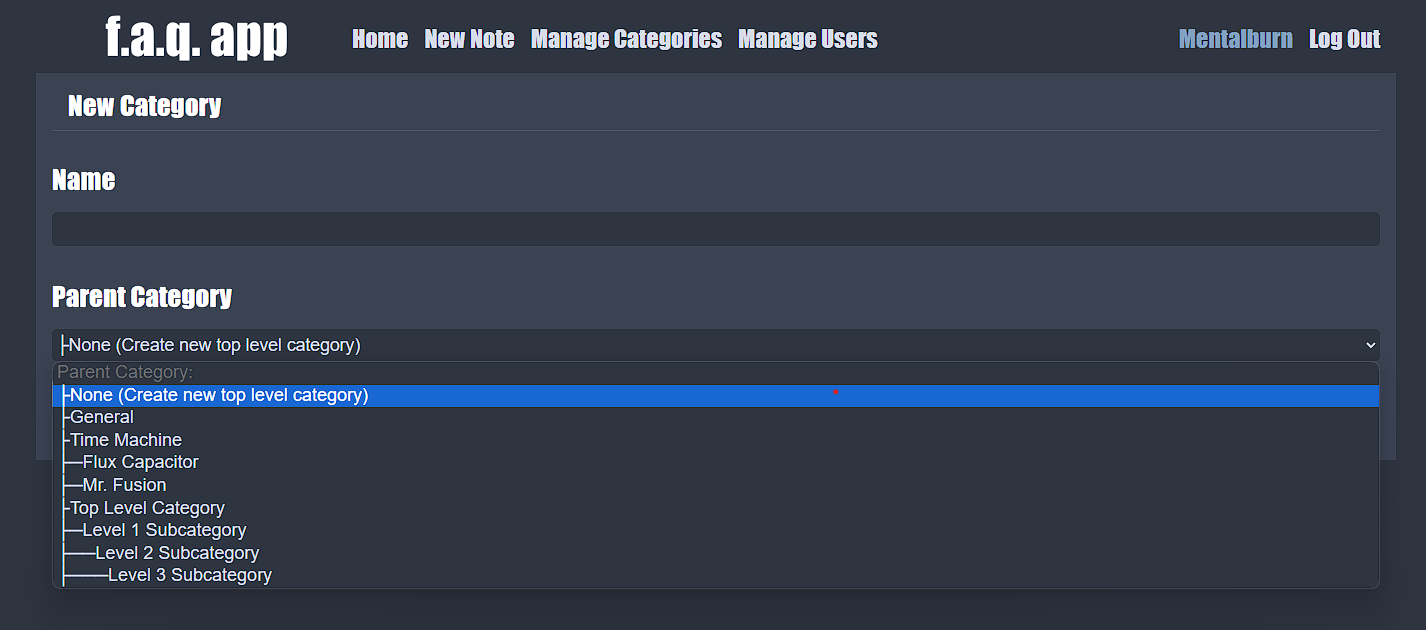 f.a.q. app Home New Note Manage Categories Manage Users Mentalburn Log Out
New Category
Name
Parent Category
├None (Create new top level category)
Parent Category:
├None (Create new top level category)
├General
├Time Machine
├─Flux Capacitor
├─Mr. Fusion
├Top Level Category
├─Level 1 Subcategory
├──Level 2 Subcategory
├───Level 3 Subcategory